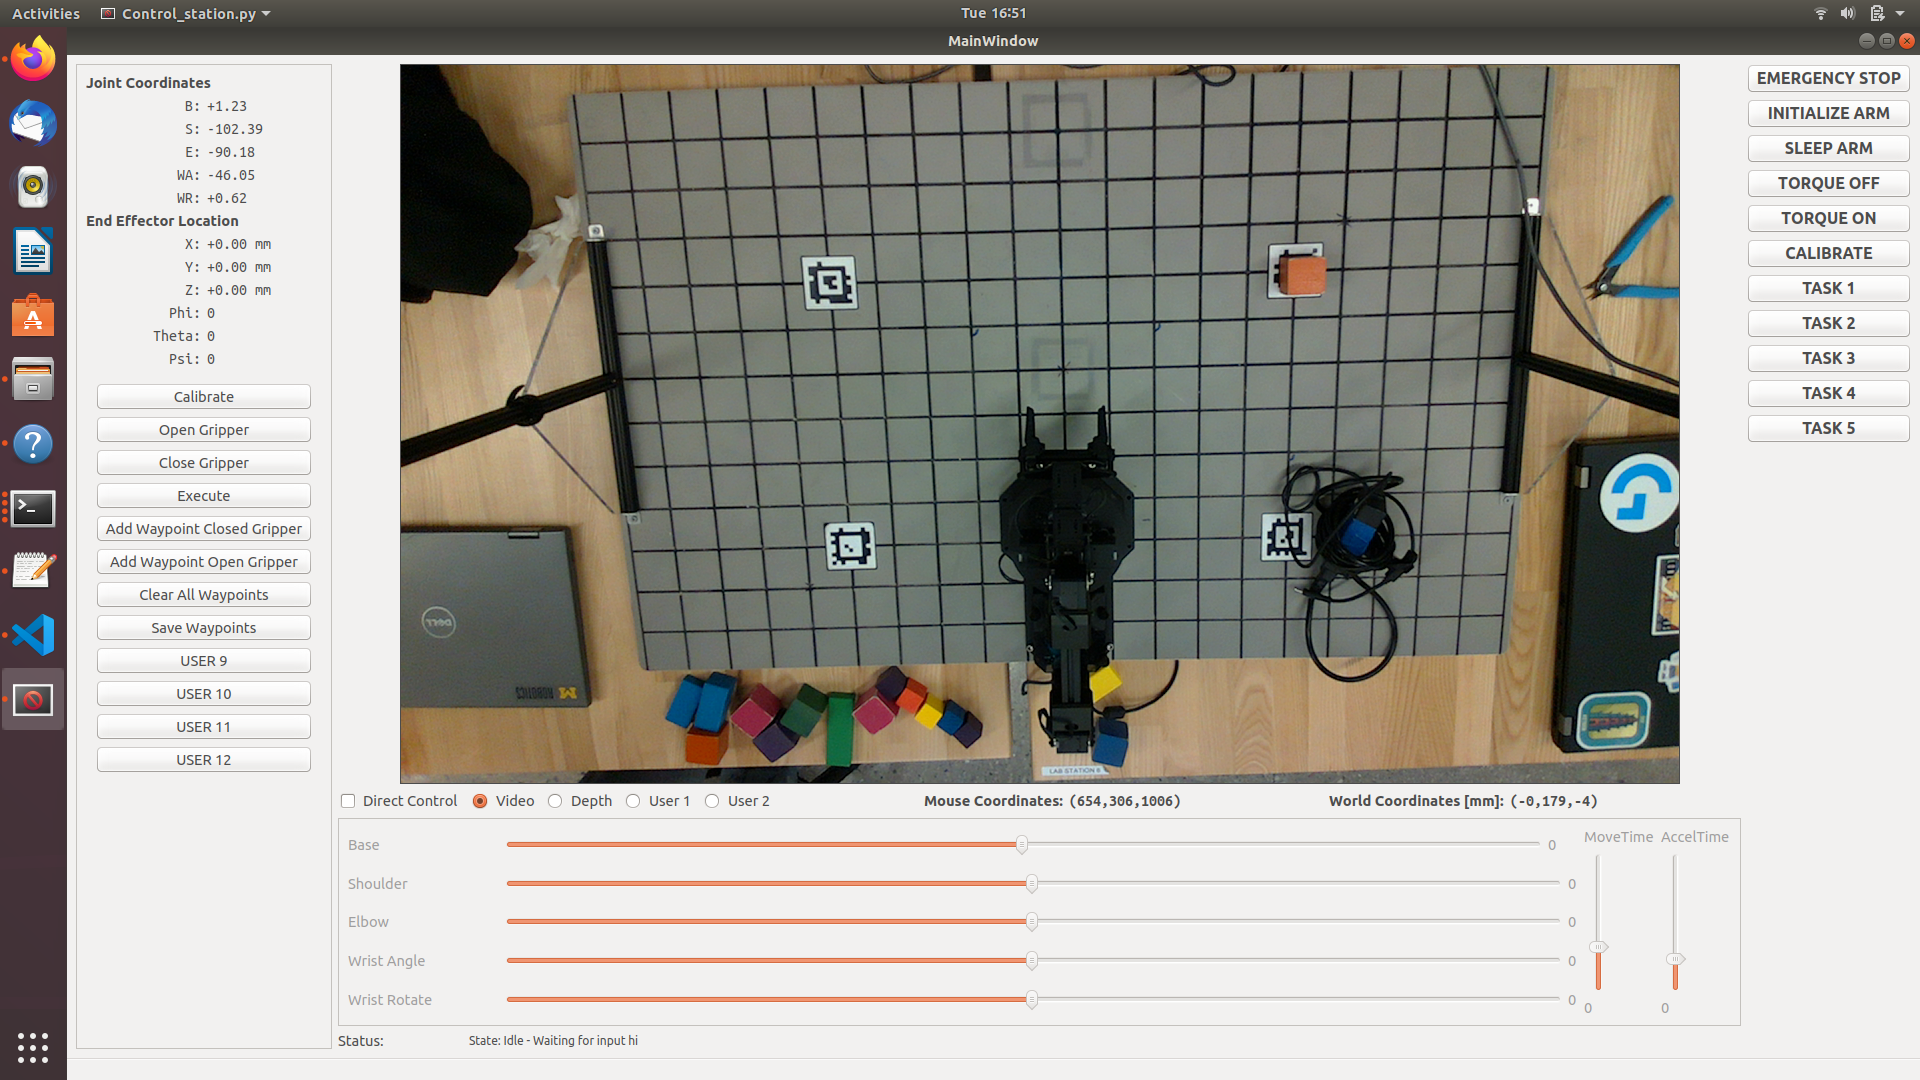 Activities
Control_station.py
Tue 16:51
MainWindow
Joint Coordinates
B: +1.23
S: -102.39
E: -90.18
WA: -46.05
WR: +0.62
End Effector Location
X: +0.00 mm
Y: +0.00 mm
Z: +0.00 mm
Phi: 0
Theta: 0
Psi: 0
Calibrate
Open Gripper
Close Gripper
Execute
Add Waypoint Closed Gripper
Add Waypoint Open Gripper
Clear All Waypoints
Save Waypoints
USER 9
USER 10
USER 11
USER 12
DELL
M ROBOTICS
LAB STATION 6
EMERGENCY STOP
INITIALIZE ARM
SLEEP ARM
TORQUE OFF
TORQUE ON
CALIBRATE
TASK 1
TASK 2
TASK 3
TASK 4
TASK 5
Direct Control Video Depth User 1 User 2 Mouse Coordinates: (654,306,1006) World Coordinates [mm]: (-0,179,-4)
Base 0
Shoulder 0
Elbow 0
Wrist Angle 0
Wrist Rotate 0
MoveTime AccelTime
0 0
Status: State: Idle - Waiting for input hi